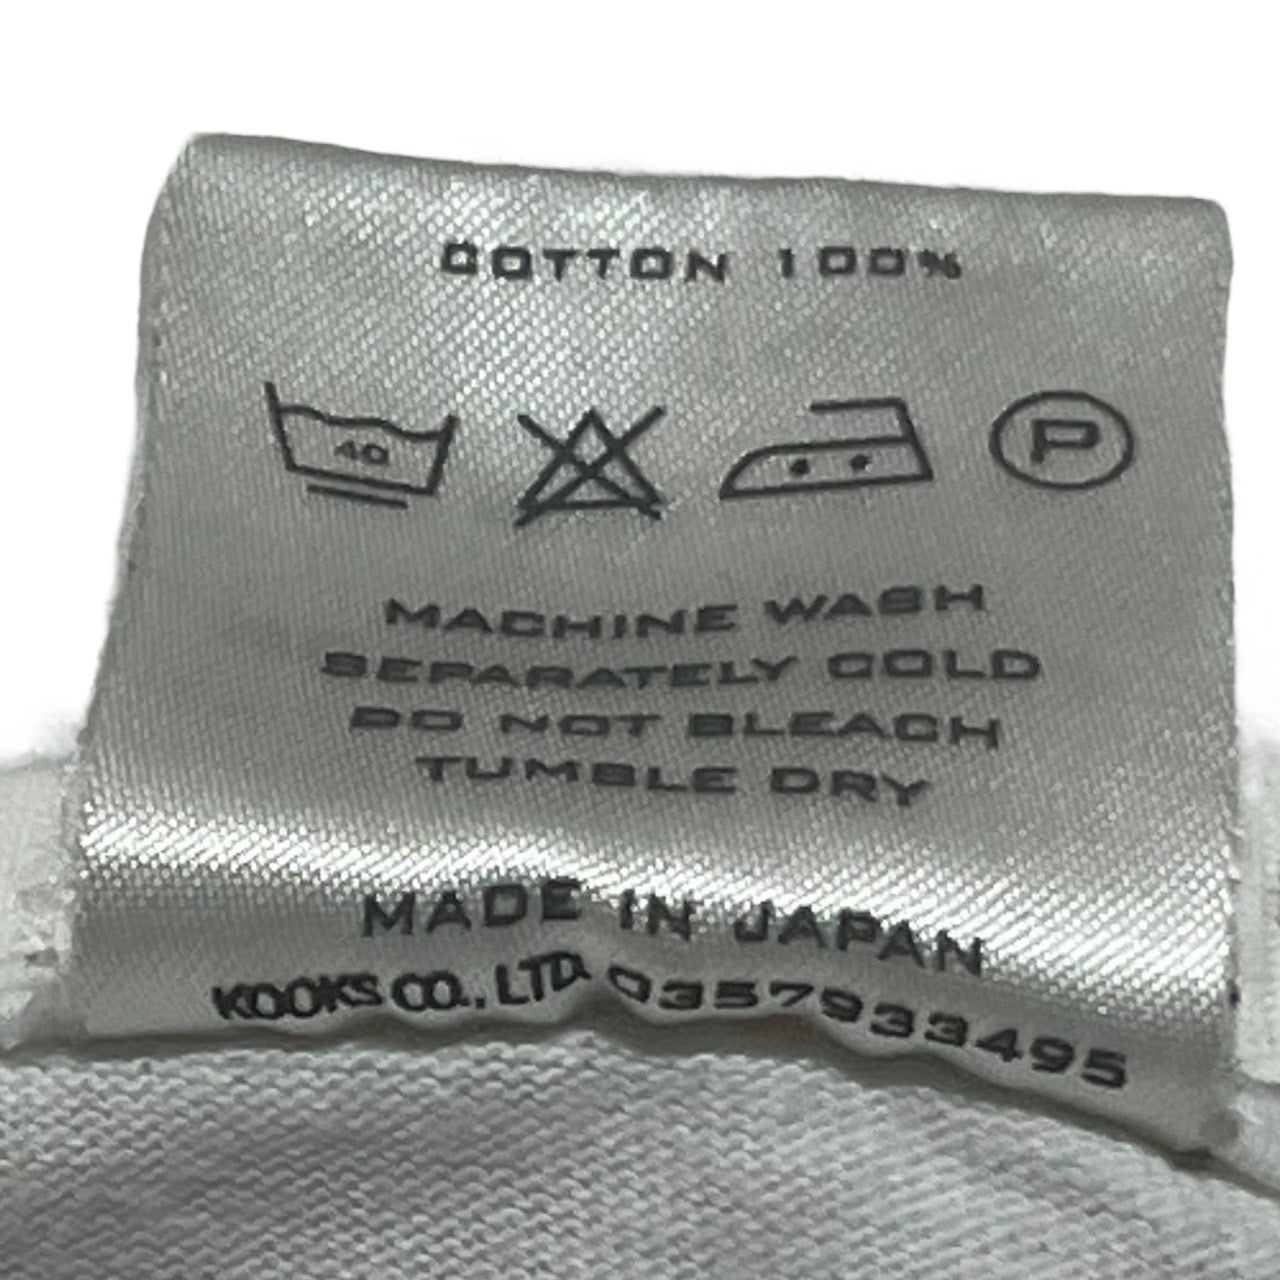 COTTON 100%
40
P
MACHINE WASH
SEPARATELY COLD
DO NOT BLEACH
TUMBLE DRY
MADE IN JAPAN
KOOKS CO., LTD. 0357933495